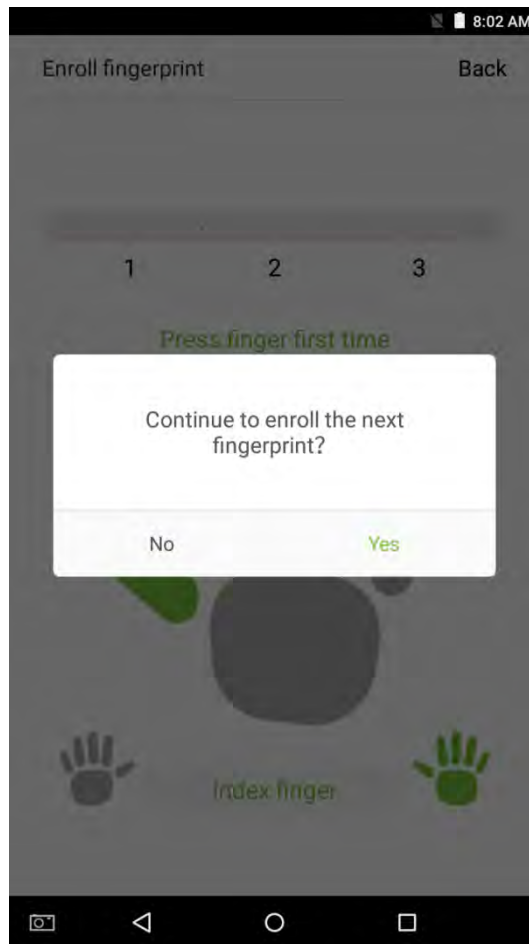 8:02 AM
Enroll fingerprint Back
1 2 3
Press finger first time
Continue to enroll the next
fingerprint?
No Yes
Index finger